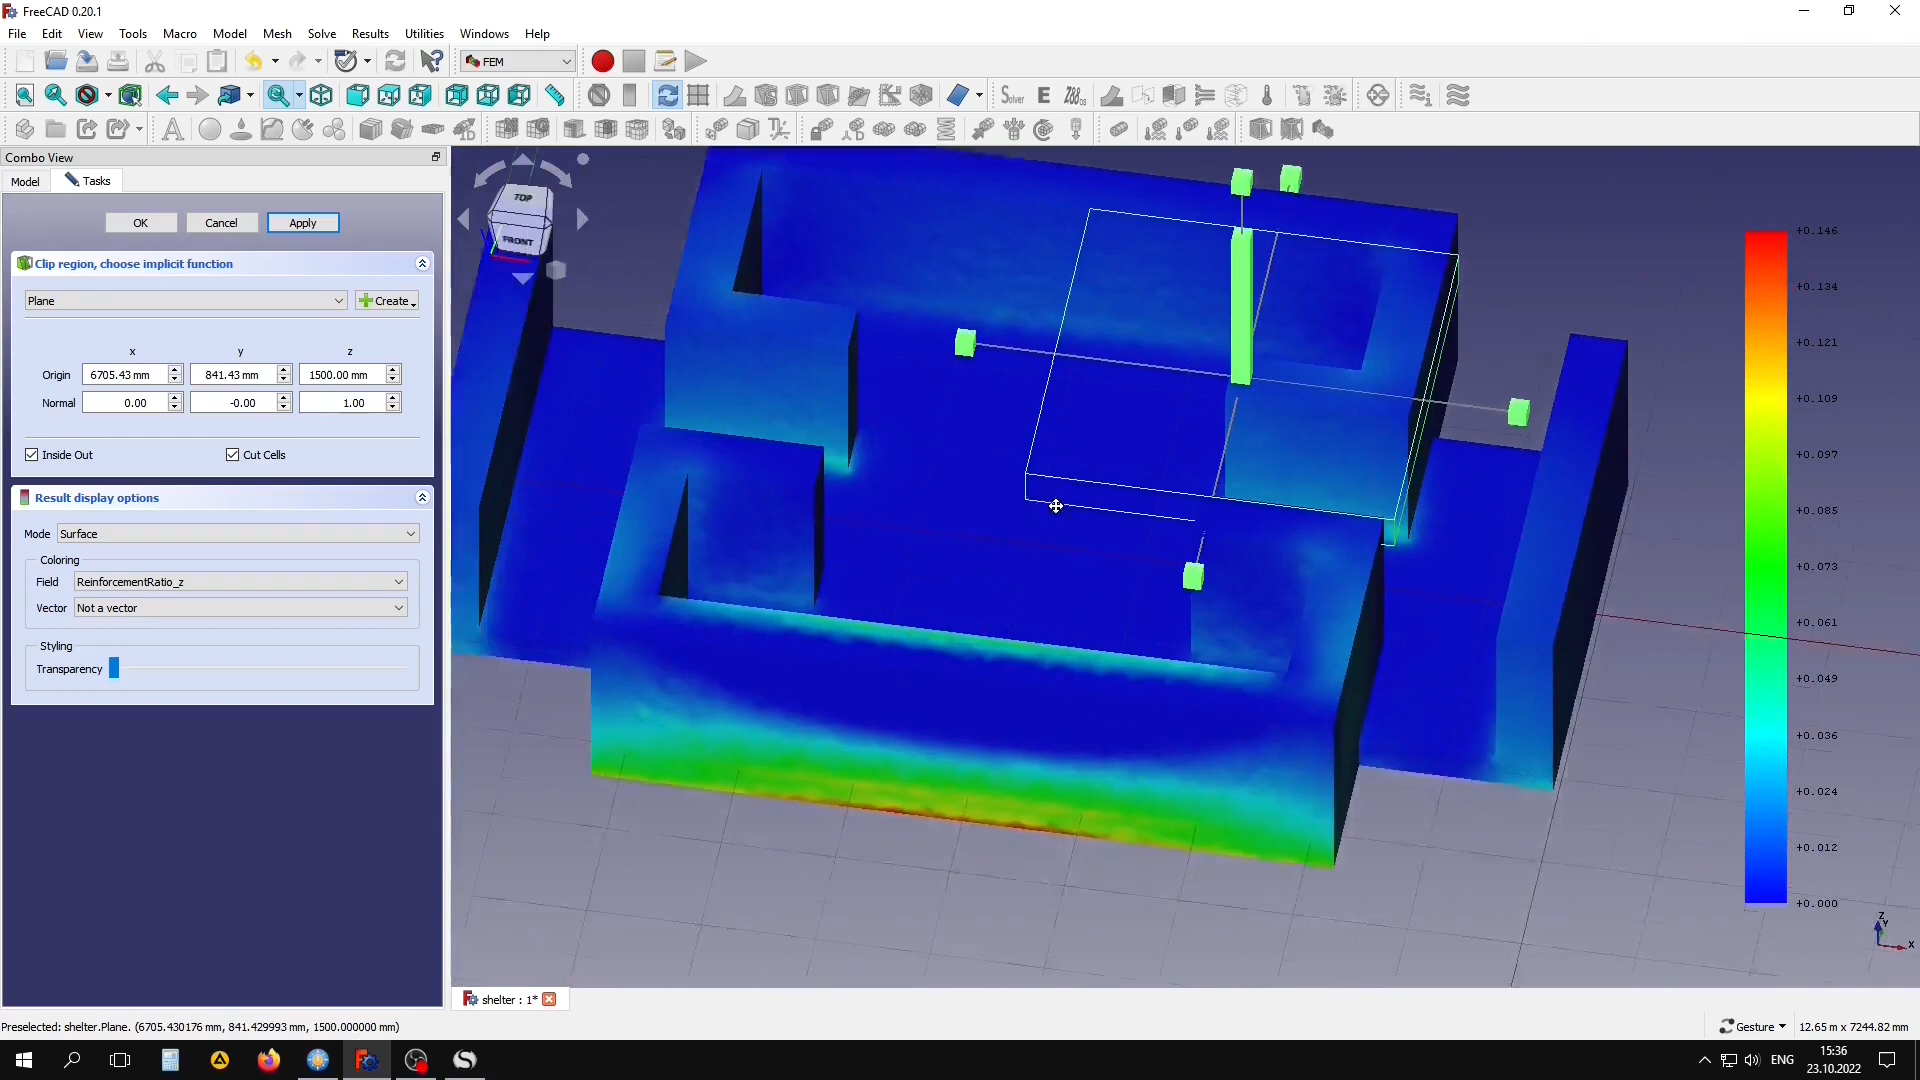 FreeCAD 0.20.1
File Edit View Tools Macro Model Mesh Solve Results Utilities Windows Help
FEM
Solver E Z88os
Combo View
Model Tasks
OK Cancel Apply
Clip region, choose implicit function
Plane Create
x y z
Origin 6705.43 mm 841.43 mm 1500.00 mm
Normal 0.00 -0.00 1.00
Inside Out Cut Cells
Result display options
Mode Surface
Coloring
Field ReinforcementRatio_z
Vector Not a vector
Styling
Transparency
TOP
FRONT
+0.146
+0.134
+0.121
+0.109
+0.097
+0.085
+0.073
+0.061
+0.049
+0.036
+0.024
+0.012
+0.000
Z
Y
X
shelter : 1*
Preselected: shelter.Plane. (6705.430176 mm, 841.429993 mm, 1500.000000 mm)
Gesture 12.65 m x 7244.82 mm
ENG
15:36
23.10.2022